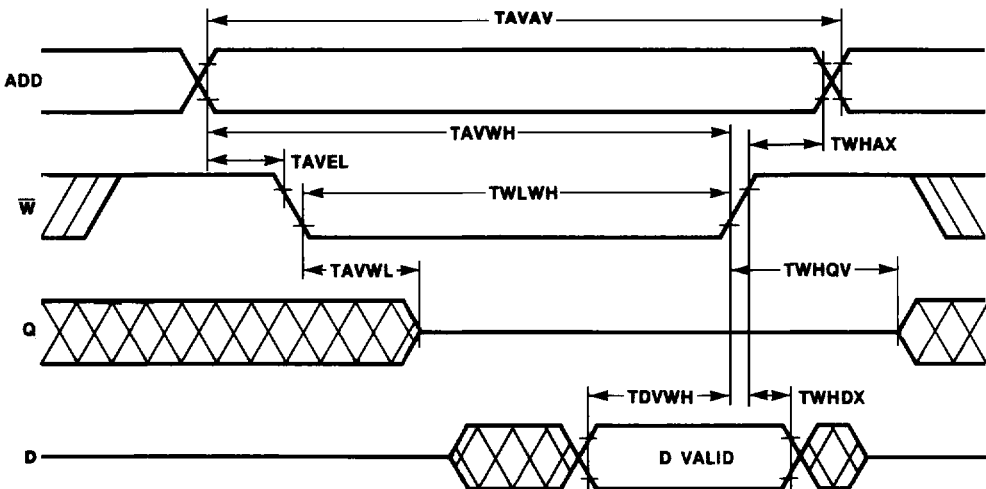 TAVAV
ADD
TAVWH
TWHAX
TAVEL
W
TWLWH
TAVWL
TWHQV
Q
TDVWH
TWHDX
D
D VALID